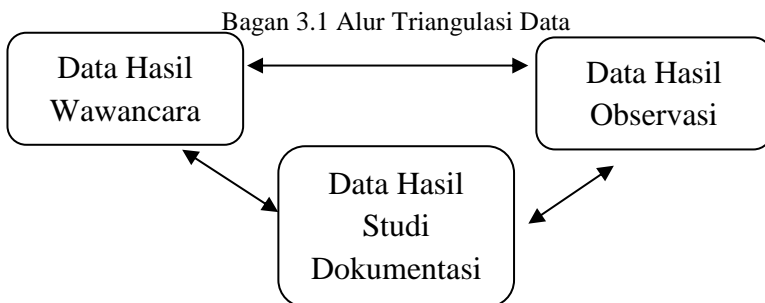 Bagan 3.1 Alur Triangulasi Data
Data Hasil
Wawancara
Data Hasil
Observasi
Data Hasil
Studi
Dokumentasi